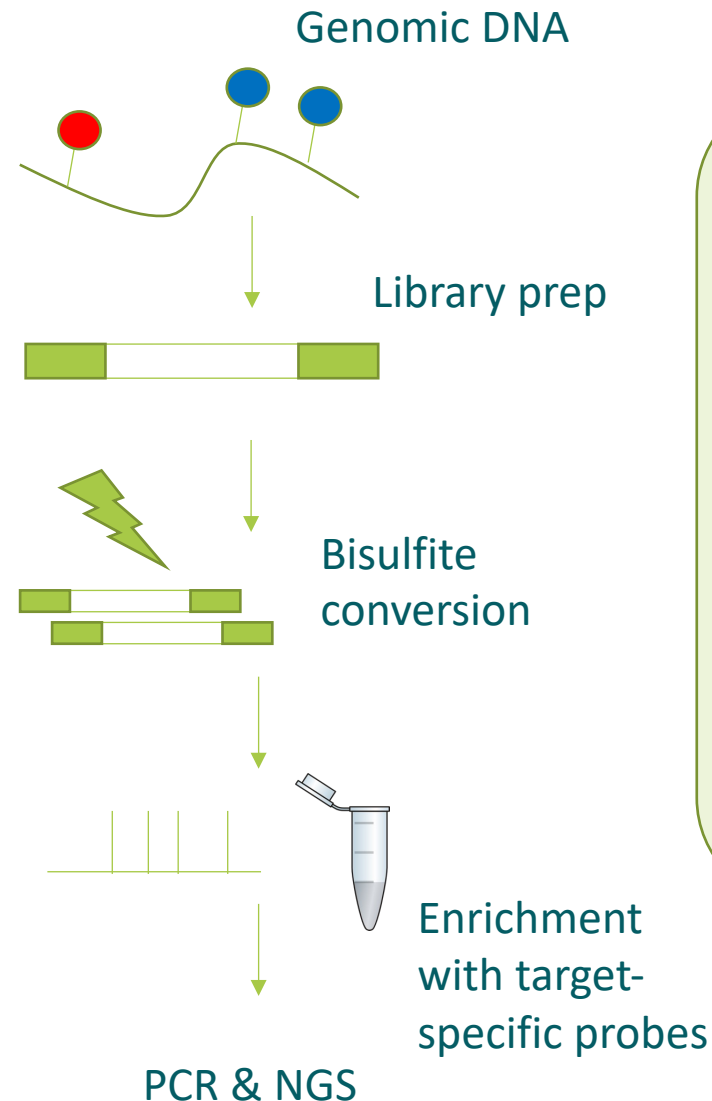 Genomic DNA
Library prep
Bisulfite
conversion
Enrichment
with target-
specific probes
PCR & NGS